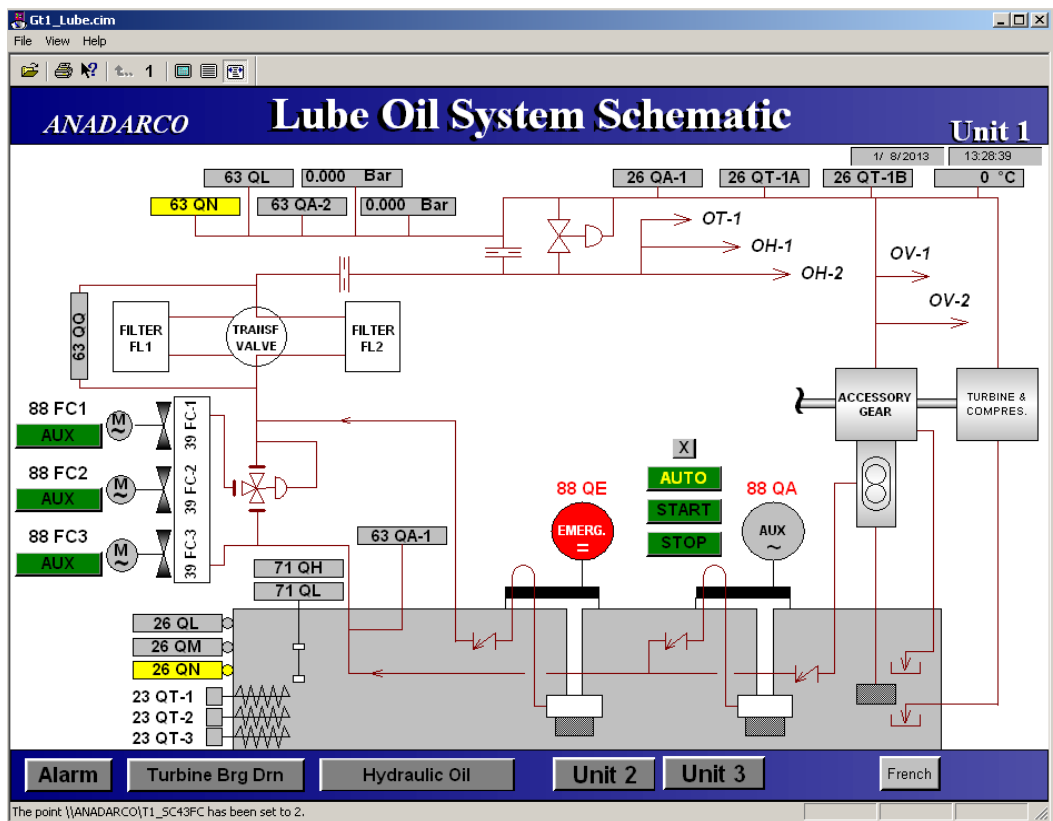 Gt1_Lube.cim
File View Help
1
ANADARCO
Lube Oil System Schematic
Unit 1
1/ 8/2013 13:28:39
63 QL 0.000 Bar
26 QA-1 26 QT-1A 26 QT-1B 0 °C
63 QN 63 QA-2 0.000 Bar
OT-1
OH-1
OH-2
OV-1
OV-2
63 QQ
FILTER
FL1
TRANSF
VALVE
FILTER
FL2
ACCESSORY
GEAR
TURBINE &
COMPRES.
88 FC1
AUX
M
~
39 FC-1
88 FC2
AUX
M
~
39 FC-2
88 FC3
AUX
M
~
39 FC-3
X
AUTO
START
STOP
88 QE
EMERG.
=
88 QA
AUX
~
63 QA-1
71 QH
71 QL
26 QL
26 QM
26 QN
23 QT-1
23 QT-2
23 QT-3
Alarm Turbine Brg Drn Hydraulic Oil Unit 2 Unit 3 French
The point \\ANADARCO\T1_SC43FC has been set to 2.